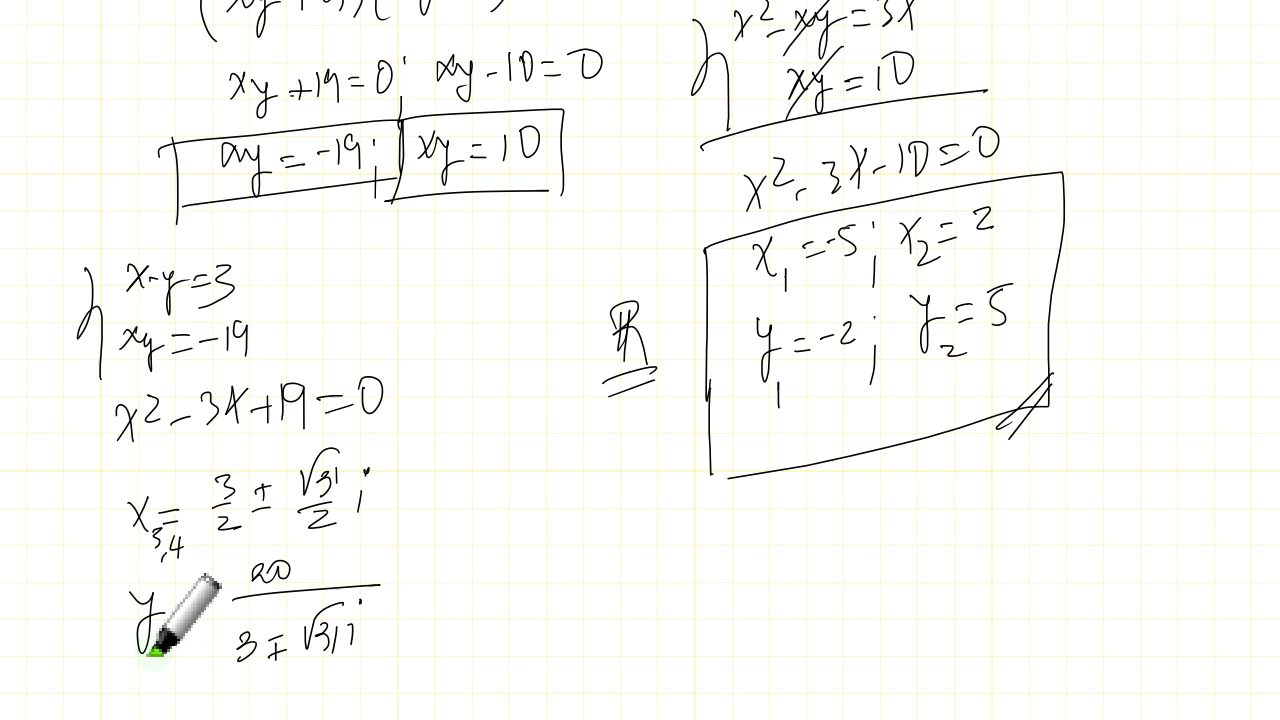 xy + 19 = 0; xy - 10 = 0
xy = -19; xy = 10
x - y = 3
xy = -19
x² - 3x + 19 = 0
x₃,₄ = 3/2 ± √31/2 i
y 20/(3 ∓ √31 i)
x² - xy = 3x
xy = 10
x² - 3x - 10 = 0
x₁ = -5; x₂ = 2
y₁ = -2; y₂ = 5
ℝ